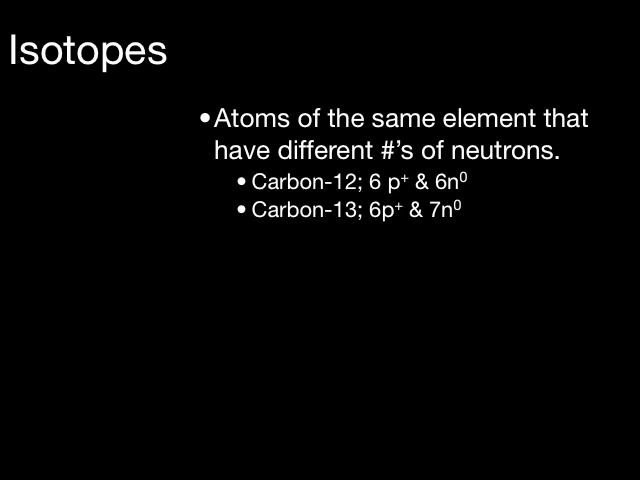 Isotopes
•Atoms of the same element that
have different #’s of neutrons.
• Carbon-12; 6 p⁺ & 6n⁰
• Carbon-13; 6p⁺ & 7n⁰